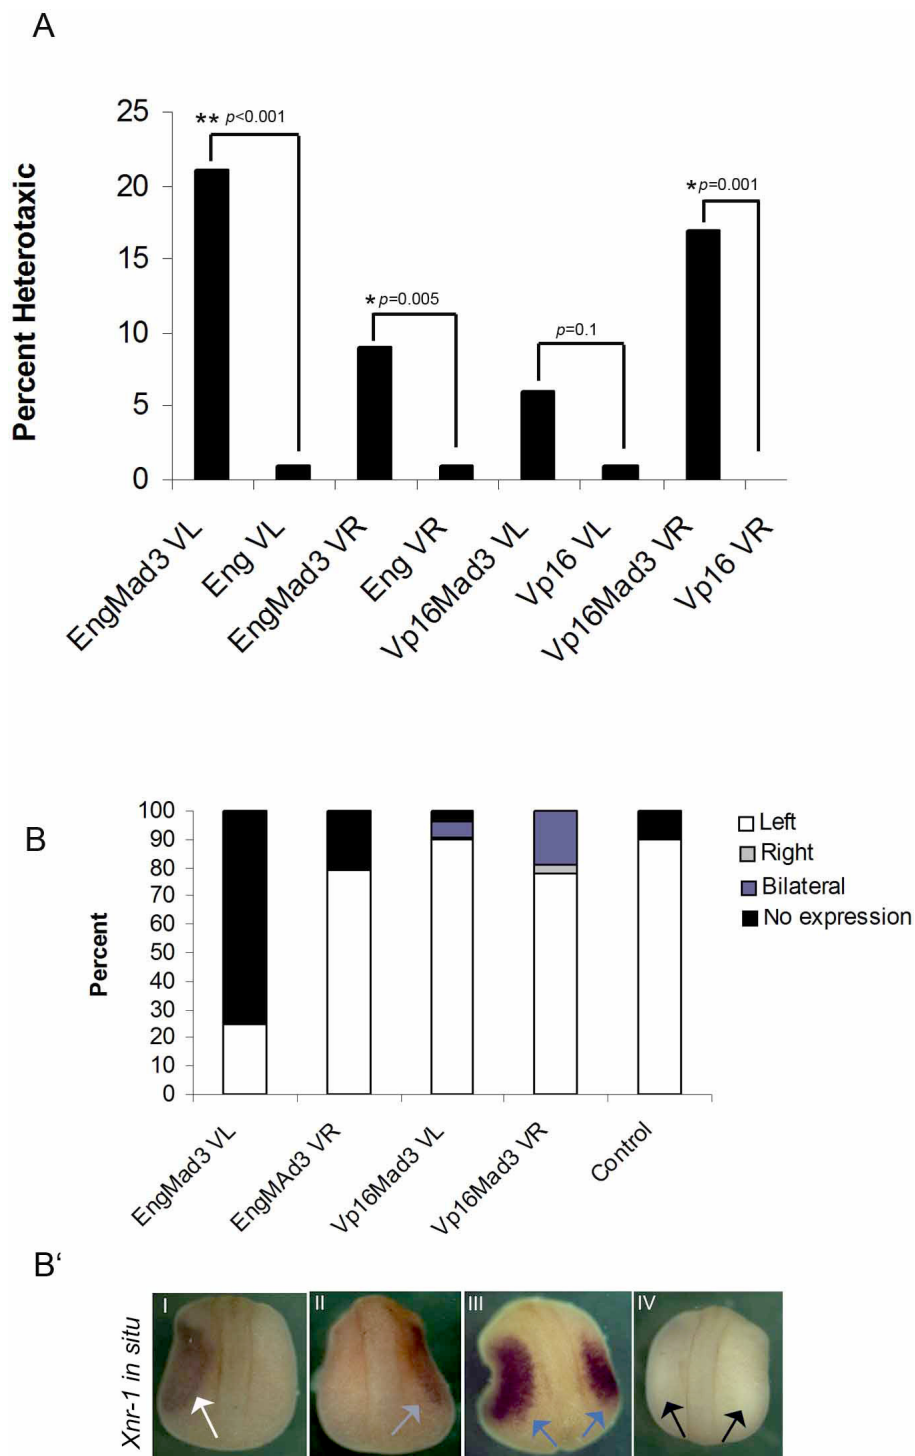 A
Percent Heterotaxic
25
20
15
10
5
0
** p<0.001
* p=0.005
p=0.1
* p=0.001
EngMad3 VL
Eng VL
EngMad3 VR
Eng VR
Vp16Mad3 VL
Vp16 VL
Vp16Mad3 VR
Vp16 VR
B
Percent
100
90
80
70
60
50
40
30
20
10
0
Left
Right
Bilateral
No expression
EngMad3 VL
EngMAd3 VR
Vp16Mad3 VL
Vp16Mad3 VR
Control
B‘
Xnr-1 in situ
I
II
III
IV